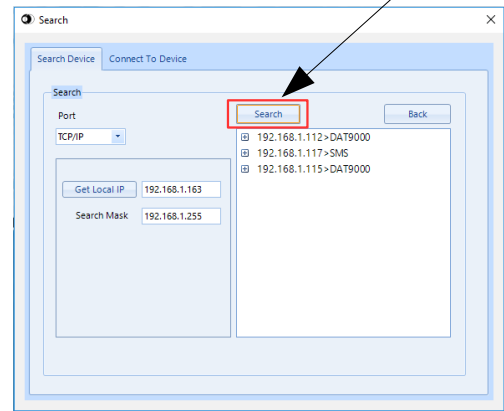 Search
Search Device Connect To Device
Search
Port
TCP/IP
Get Local IP 192.168.1.163
Search Mask 192.168.1.255
Search Back
192.168.1.112>DAT9000
192.168.1.117>SMS
192.168.1.115>DAT9000